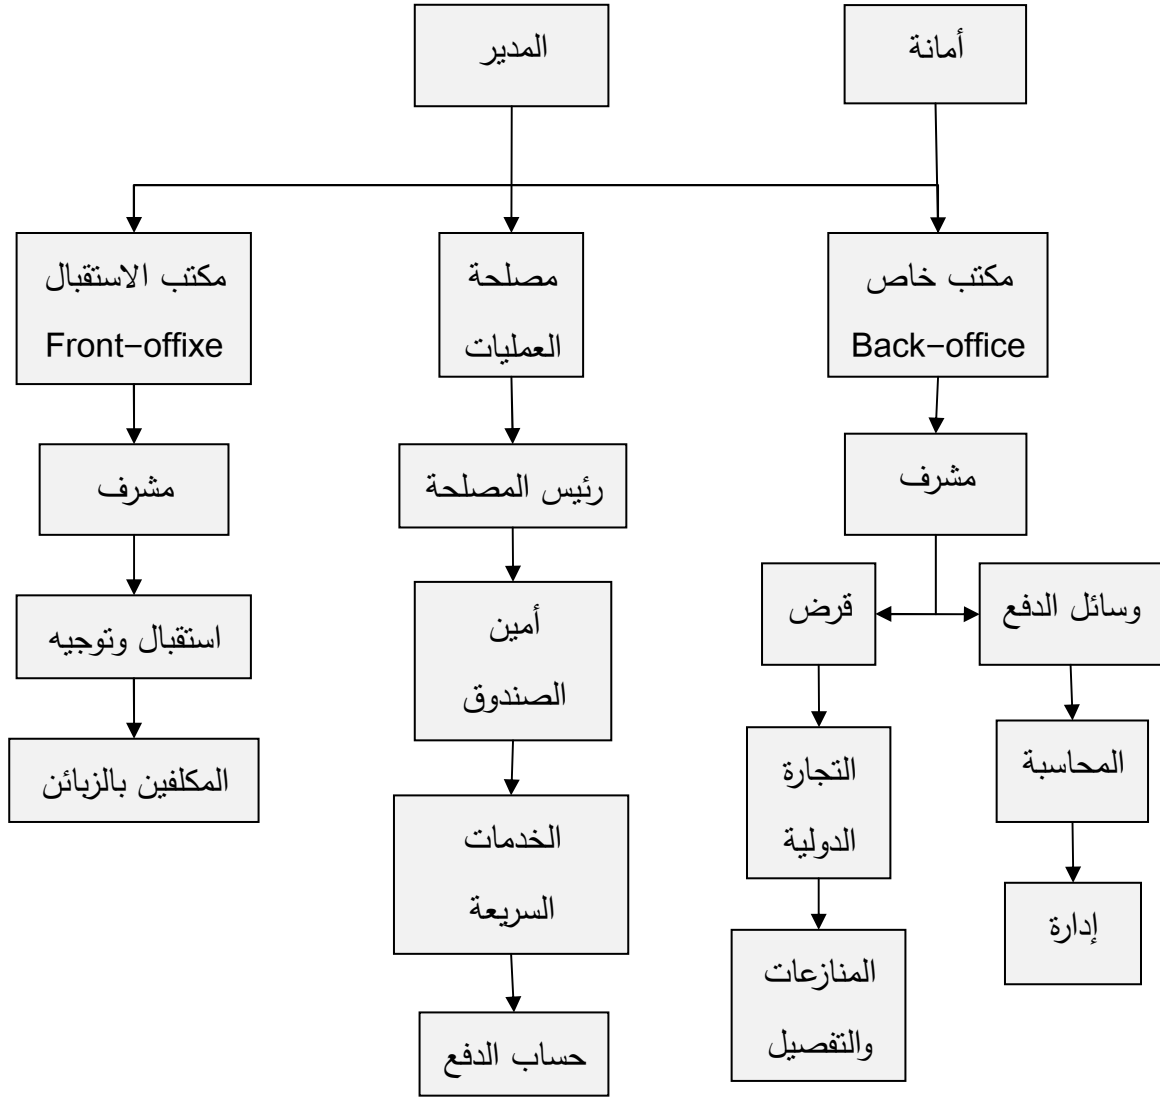 أمانة
المدير
مكتب خاص
Back-office
مصلحة
العمليات
مكتب الاستقبال
Front-offixe
مشرف
رئيس المصلحة
مشرف
وسائل الدفع
قرض
أمين
الصندوق
استقبال وتوجيه
المحاسبة
التجارة
الدولية
الخدمات
السريعة
المكلفين بالزبائن
إدارة
المنازعات
والتفصيل
حساب الدفع